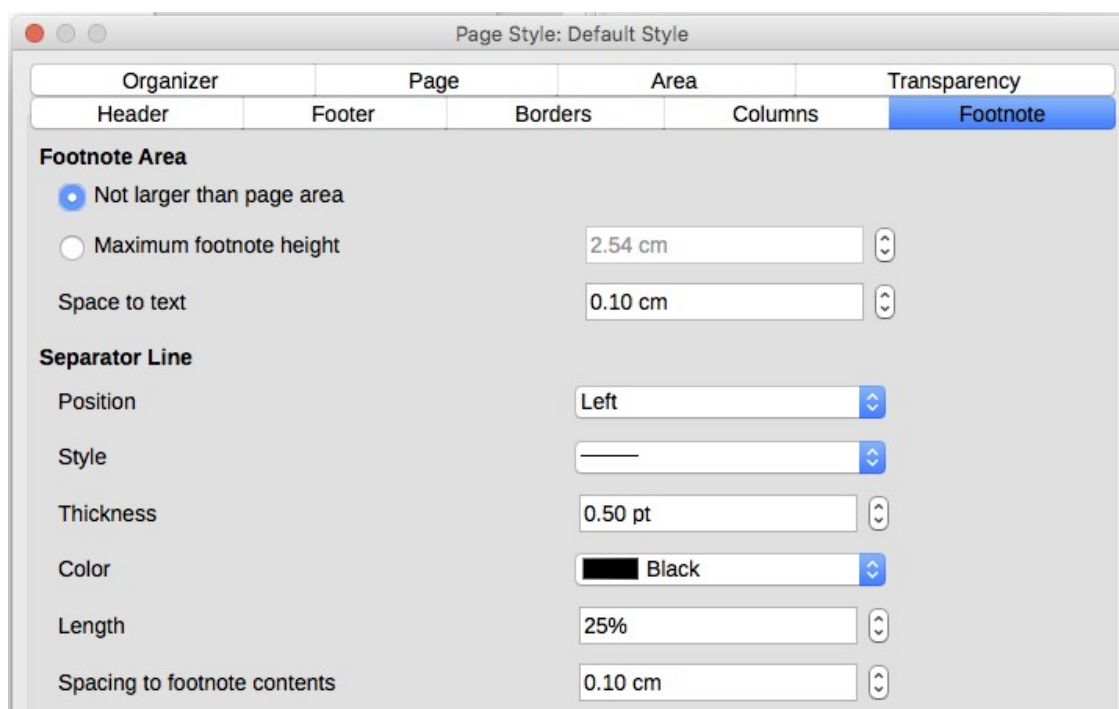 Page Style: Default Style
Organizer Page Area Transparency
Header Footer Borders Columns Footnote
Footnote Area
Not larger than page area
Maximum footnote height 2.54 cm
Space to text 0.10 cm
Separator Line
Position Left
Style
Thickness 0.50 pt
Color Black
Length 25%
Spacing to footnote contents 0.10 cm